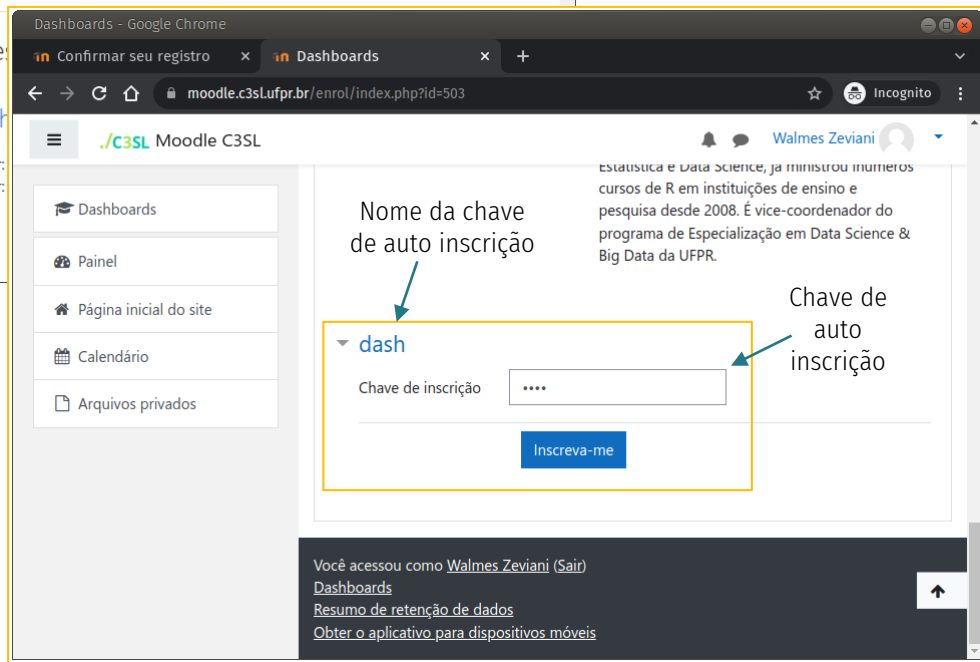 Dashboards - Google Chrome
Confirmar seu registro
Dashboards
moodle.c3sl.ufpr.br/enrol/index.php?id=503
Incognito
./C3SL Moodle C3SL
Walmes Zeviani
Dashboards
Painel
Página inicial do site
Calendário
Arquivos privados
Estatística e Data Science, já ministrou inúmeros
cursos de R em instituições de ensino e
pesquisa desde 2008. É vice-coordenador do
programa de Especialização em Data Science &
Big Data da UFPR.
Nome da chave
de auto inscrição
Chave de
auto
inscrição
dash
Chave de inscrição
••••
Inscreva-me
Você acessou como Walmes Zeviani (Sair)
Dashboards
Resumo de retenção de dados
Obter o aplicativo para dispositivos móveis